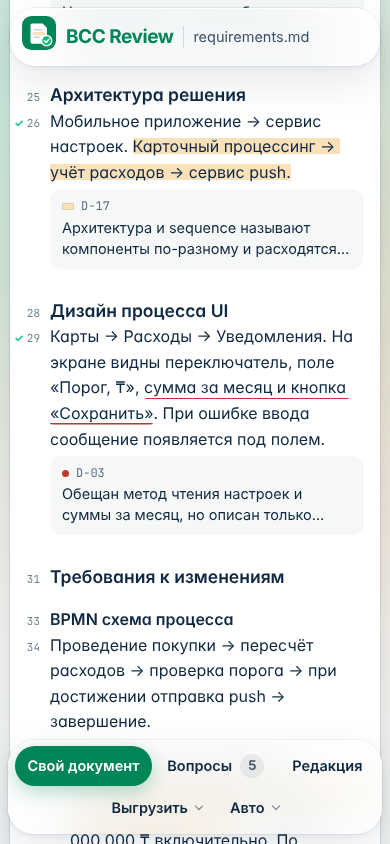 BCC Review
requirements.md
25 Архитектура решения
26 Мобильное приложение → сервис
настроек. Карточный процессинг →
учёт расходов → сервис push.
D-17
Архитектура и sequence называют
компоненты по-разному и расходятся…
28 Дизайн процесса UI
29 Карты → Расходы → Уведомления. На
экране видны переключатель, поле
«Порог, ₸», сумма за месяц и кнопка
«Сохранить». При ошибке ввода
сообщение появляется под полем.
D-03
Обещан метод чтения настроек и
суммы за месяц, но описан только…
31 Требования к изменениям
33 BPMN схема процесса
34 Проведение покупки → пересчёт
расходов → проверка порога → при
достижении отправка push →
завершение.
Свой документ
Вопросы 5
Редакция
Выгрузить
Авто
000 000 ₸ включительно. По